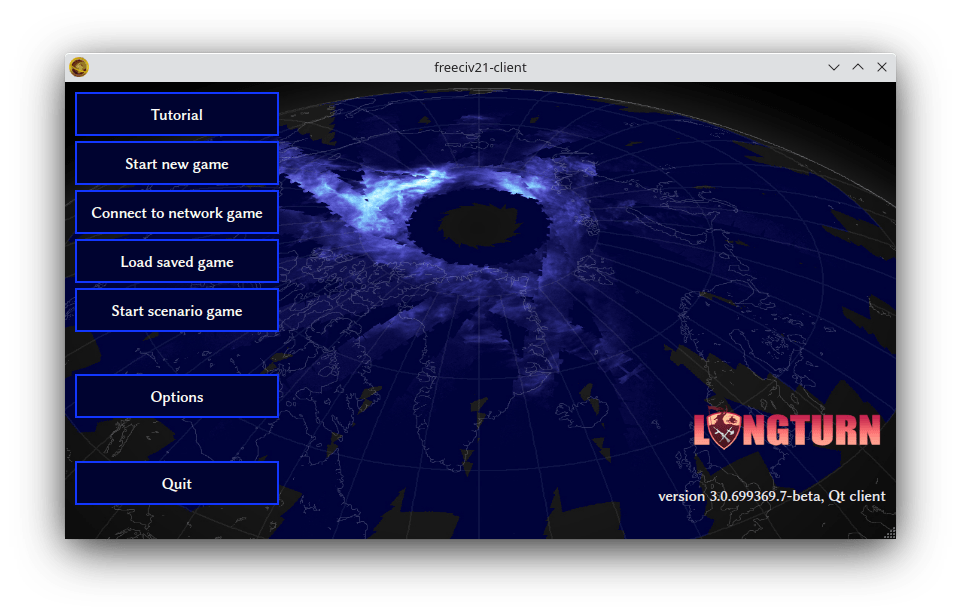 freeciv21-client
Tutorial
Start new game
Connect to network game
Load saved game
Start scenario game
Options
Quit
LONGTURN
version 3.0.699369.7-beta, Qt client